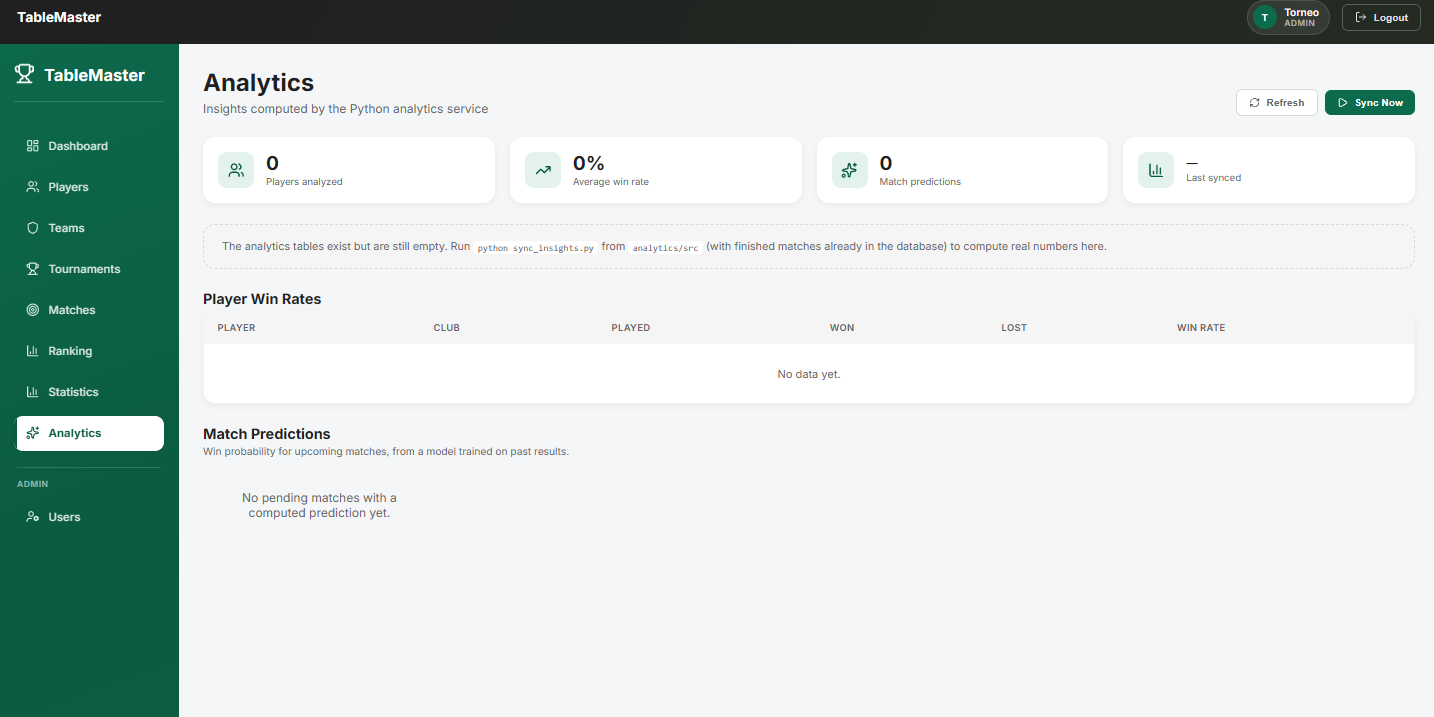 TableMaster
T
Torneo
ADMIN
Logout
TableMaster
Dashboard
Players
Teams
Tournaments
Matches
Ranking
Statistics
Analytics
ADMIN
Users
Analytics
Insights computed by the Python analytics service
Refresh
Sync Now
0
Players analyzed
0%
Average win rate
0
Match predictions
—
Last synced
The analytics tables exist but are still empty. Run python sync_insights.py from analytics/src (with finished matches already in the database) to compute real numbers here.
Player Win Rates
PLAYER CLUB PLAYED WON LOST WIN RATE
No data yet.
Match Predictions
Win probability for upcoming matches, from a model trained on past results.
No pending matches with a
computed prediction yet.